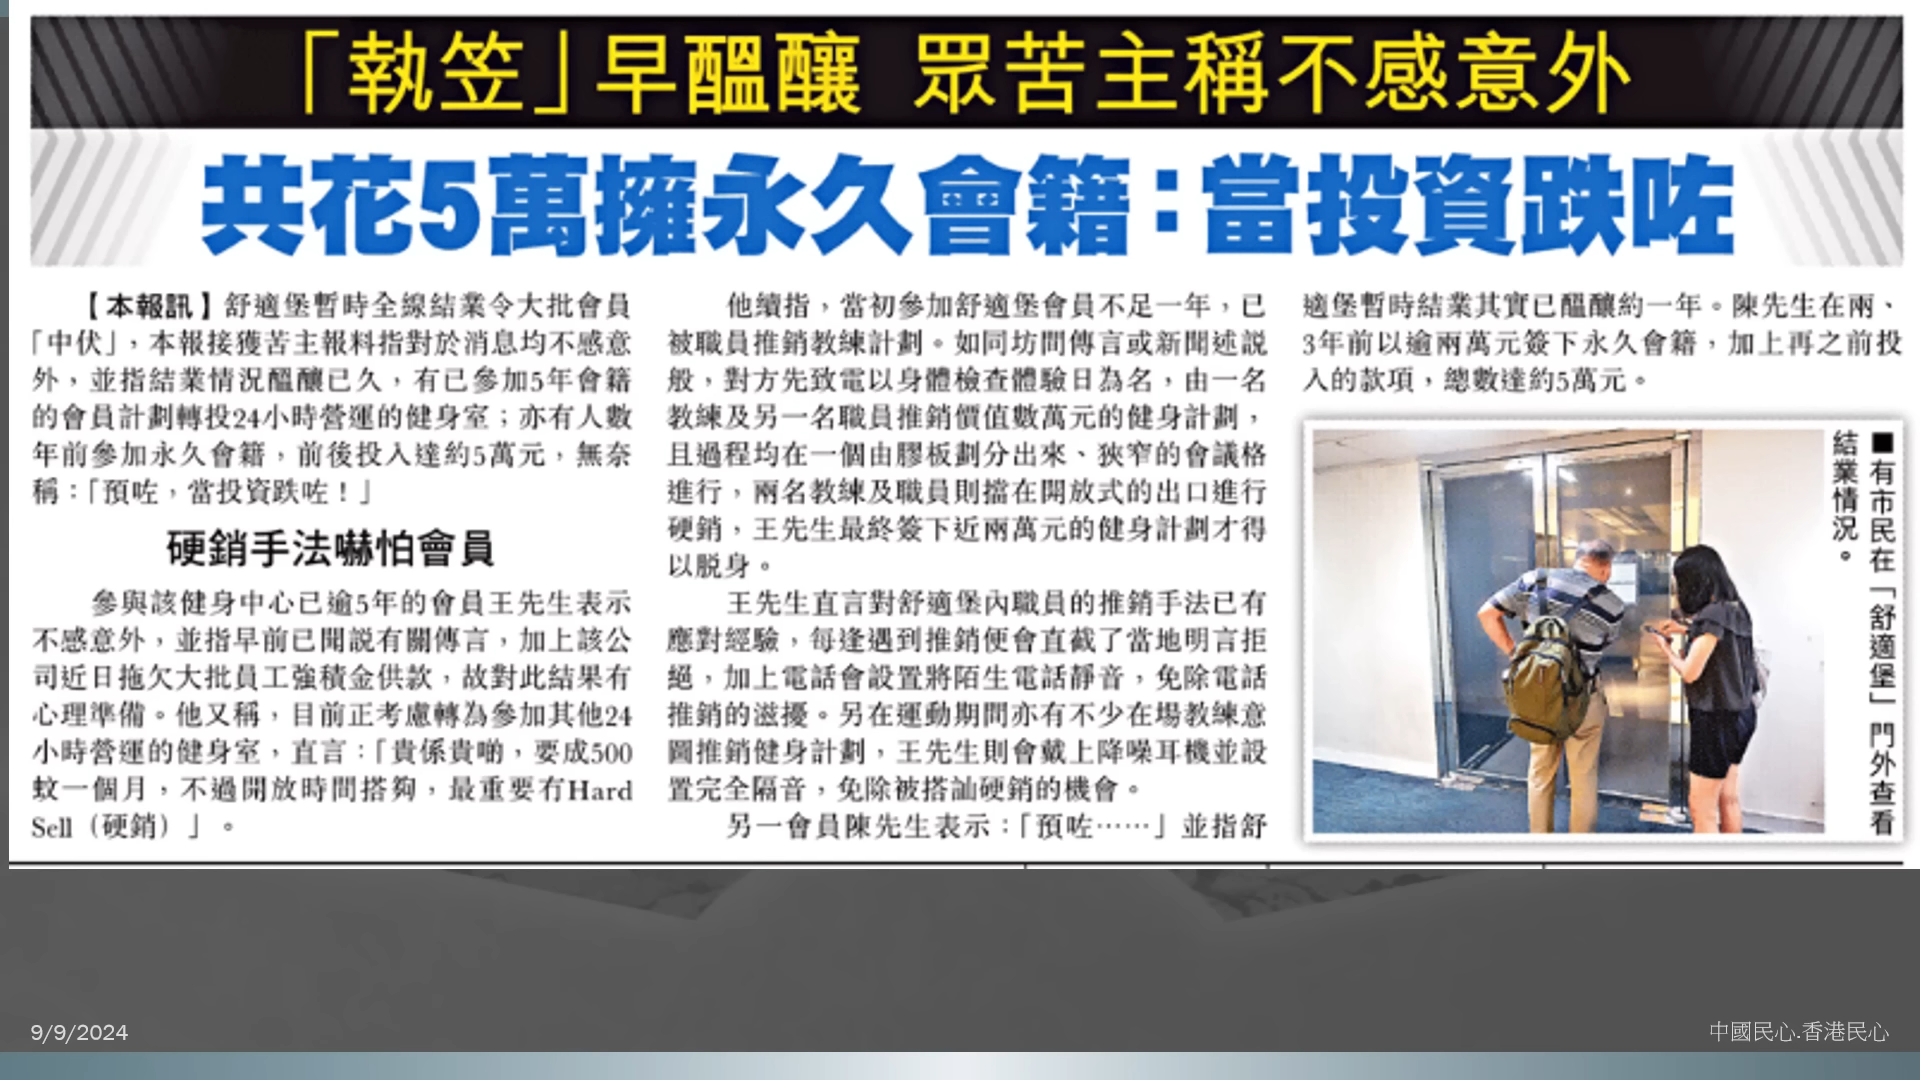 「執笠」早醞釀 眾苦主稱不感意外
共花5萬擁永久會籍：當投資跌咗
【本報訊】舒適堡暫時全線結業令大批會員
「中伏」，本報接獲苦主報料指對於消息均不感意
外，並指結業情況醞釀已久，有已參加5年會籍
的會員計劃轉投24小時營運的健身室；亦有人數
年前參加永久會籍，前後投入達約5萬元，無奈
稱：「預咗，當投資跌咗！」
硬銷手法嚇怕會員
參與該健身中心已逾5年的會員王先生表示
不感意外，並指早前已聞說有關傳言，加上該公
司近日拖欠大批員工強積金供款，故對此結果有
心理準備。他又稱，目前正考慮轉為參加其他24
小時營運的健身室，直言：「貴係貴啲，要成500
蚊一個月，不過開放時間搭夠，最重要冇Hard
Sell（硬銷）」。
他續指，當初參加舒適堡會員不足一年，已
被職員推銷教練計劃。如同坊間傳言或新聞述説
般，對方先致電以身體檢查體驗日為名，由一名
教練及另一名職員推銷價值數萬元的健身計劃，
且過程均在一個由膠板劃分出來、狹窄的會議格
進行，兩名教練及職員則擋在開放式的出口進行
硬銷，王先生最終簽下近兩萬元的健身計劃才得
以脫身。
王先生直言對舒適堡內職員的推銷手法已有
應對經驗，每逢遇到推銷便會直截了當地明言拒
絕，加上電話會設置將陌生電話靜音，免除電話
推銷的滋擾。另在運動期間亦有不少在場教練意
圖推銷健身計劃，王先生則會戴上降噪耳機並設
置完全隔音，免除被搭訕硬銷的機會。
另一會員陳先生表示：「預咗……」並指舒
適堡暫時結業其實已醞釀約一年。陳先生在兩、
3年前以逾兩萬元簽下永久會籍，加上再之前投
入的款項，總數達約5萬元。
■有市民在「舒適堡」門外查看
結業情況。
9/9/2024
中國民心.香港民心